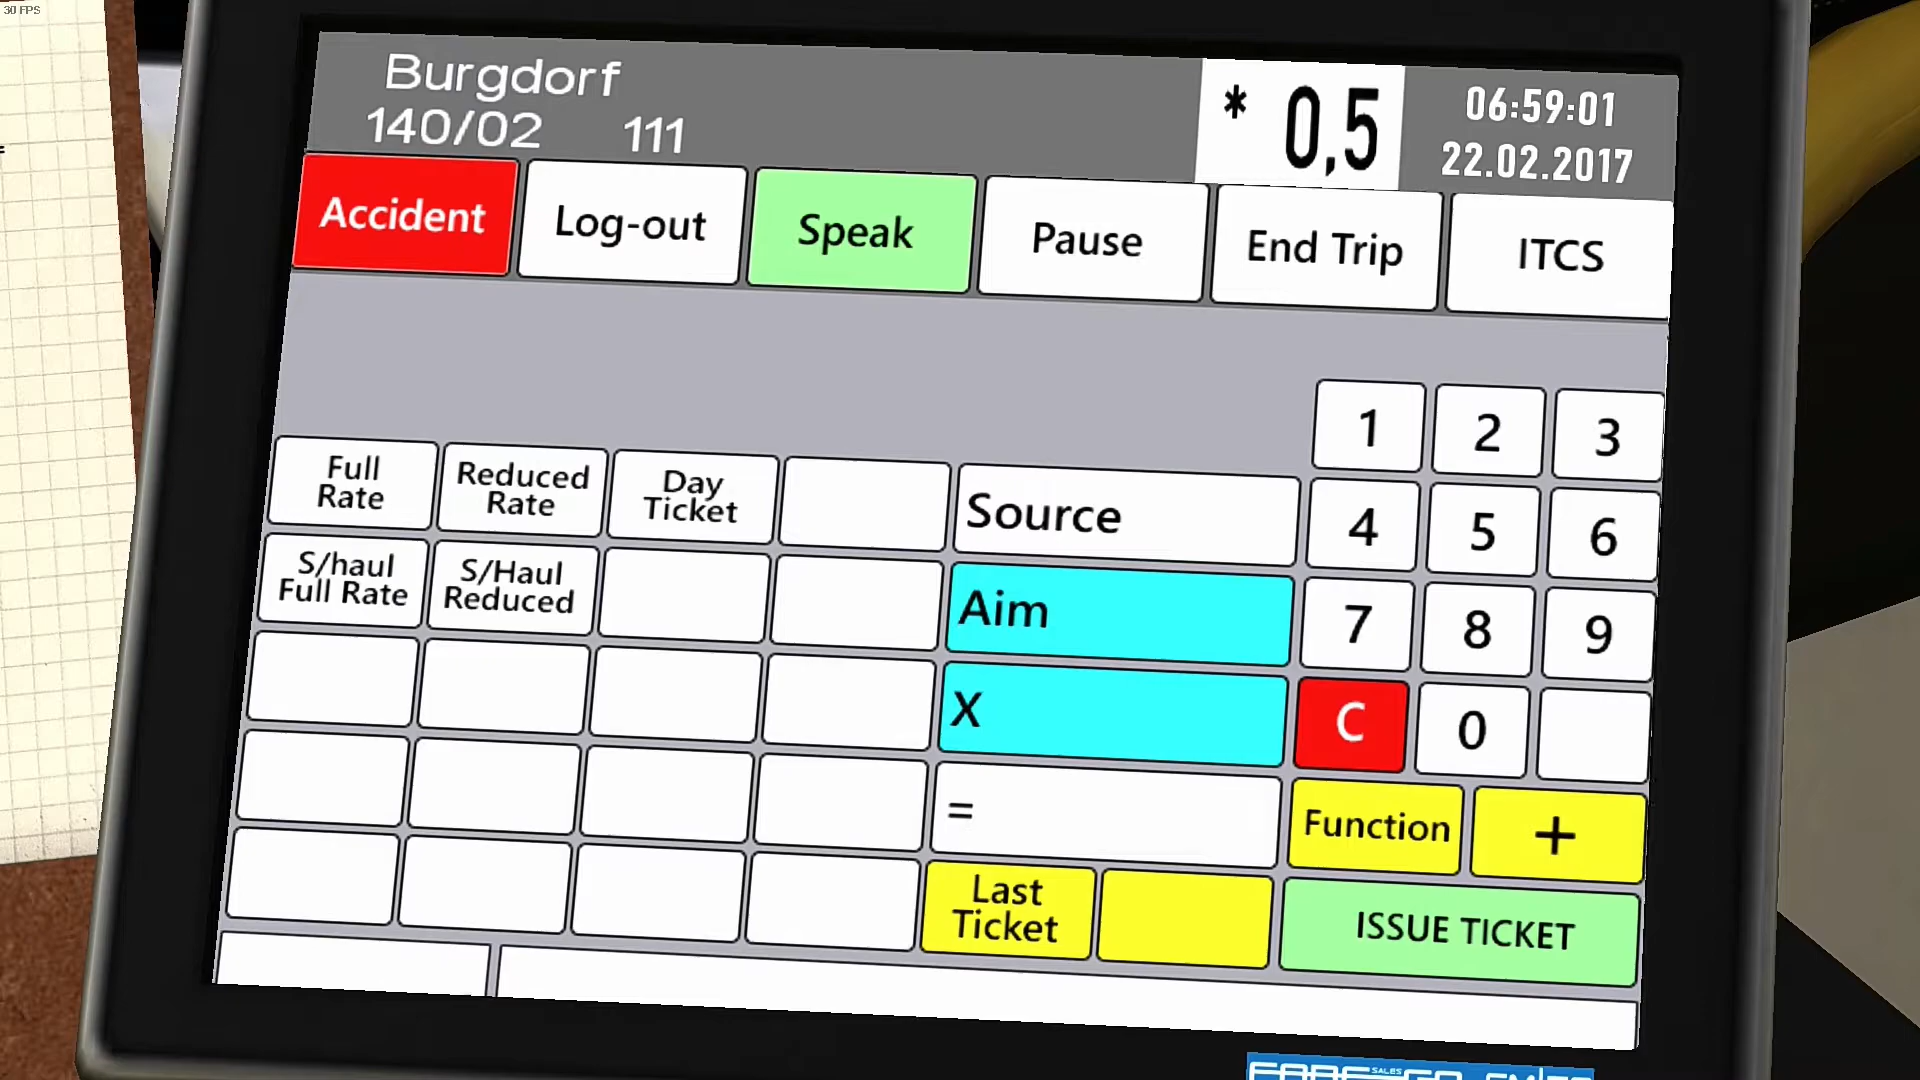 30 FPS
Burgdorf
140/02 111
* 0,5
06:59:01
22.02.2017
Accident
Log-out
Speak
Pause
End Trip
ITCS
1 2 3
Full
Rate
Reduced
Rate
Day
Ticket
Source
4 5 6
S/haul
Full Rate
S/Haul
Reduced
Aim
7 8 9
X
C 0
=
Function
+
Last
Ticket
ISSUE TICKET
SALES